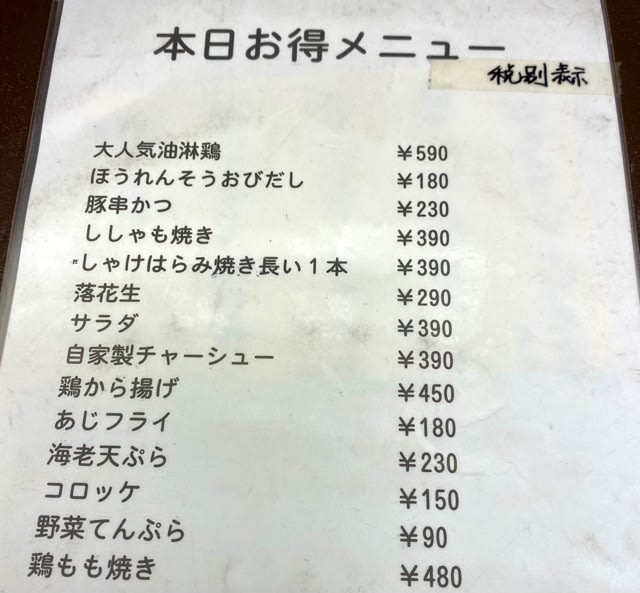 本日お得メニュー
税別表示
大人気油淋鶏 ¥590
ほうれんそうおびだし ¥180
豚串かつ ¥230
ししゃも焼き ¥390
しゃけはらみ焼き長い1本 ¥390
落花生 ¥290
サラダ ¥390
自家製チャーシュー ¥390
鶏から揚げ ¥450
あじフライ ¥180
海老天ぷら ¥230
コロッケ ¥150
野菜てんぷら ¥90
鶏もも焼き ¥480